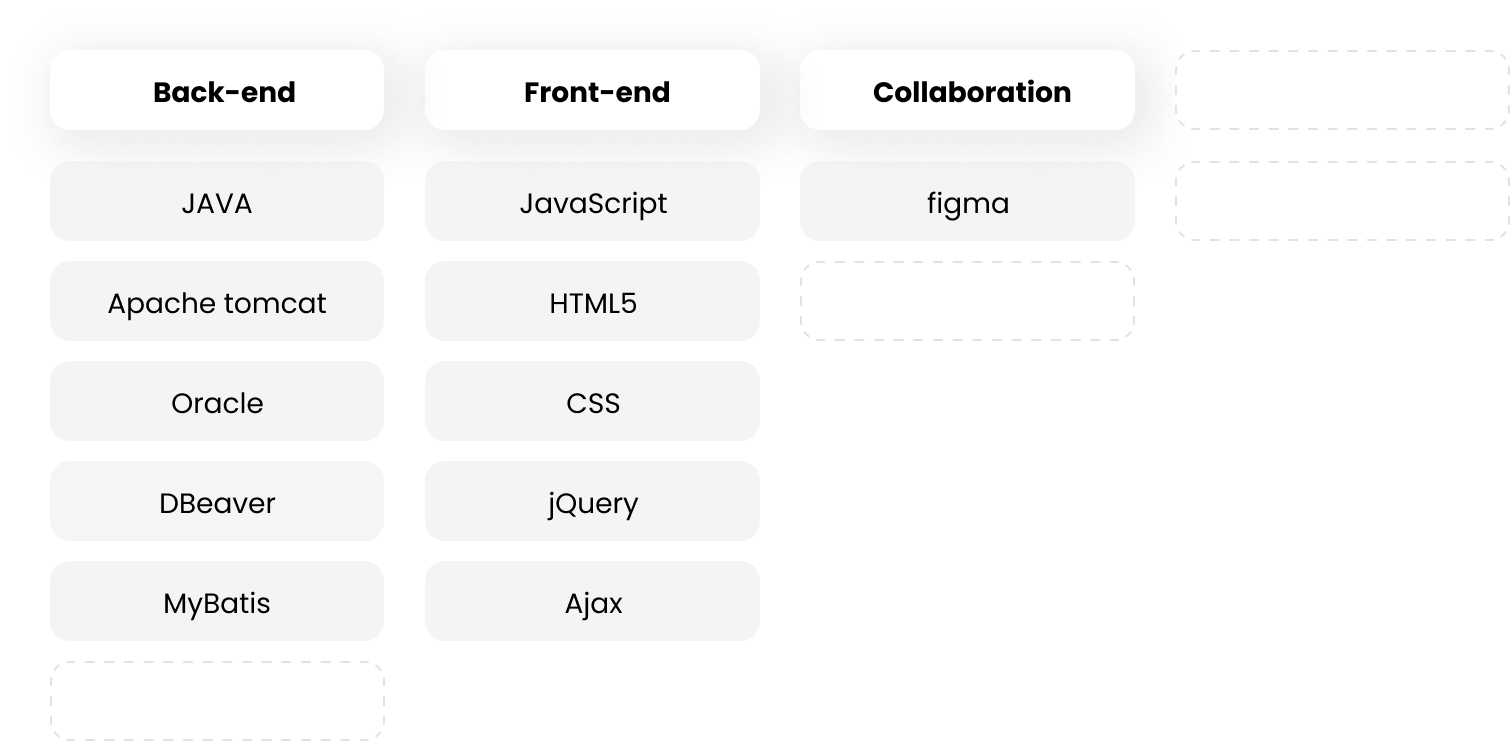 Back-end
Front-end
Collaboration
JAVA
JavaScript
figma
Apache tomcat
HTML5
Oracle
CSS
DBeaver
jQuery
MyBatis
Ajax